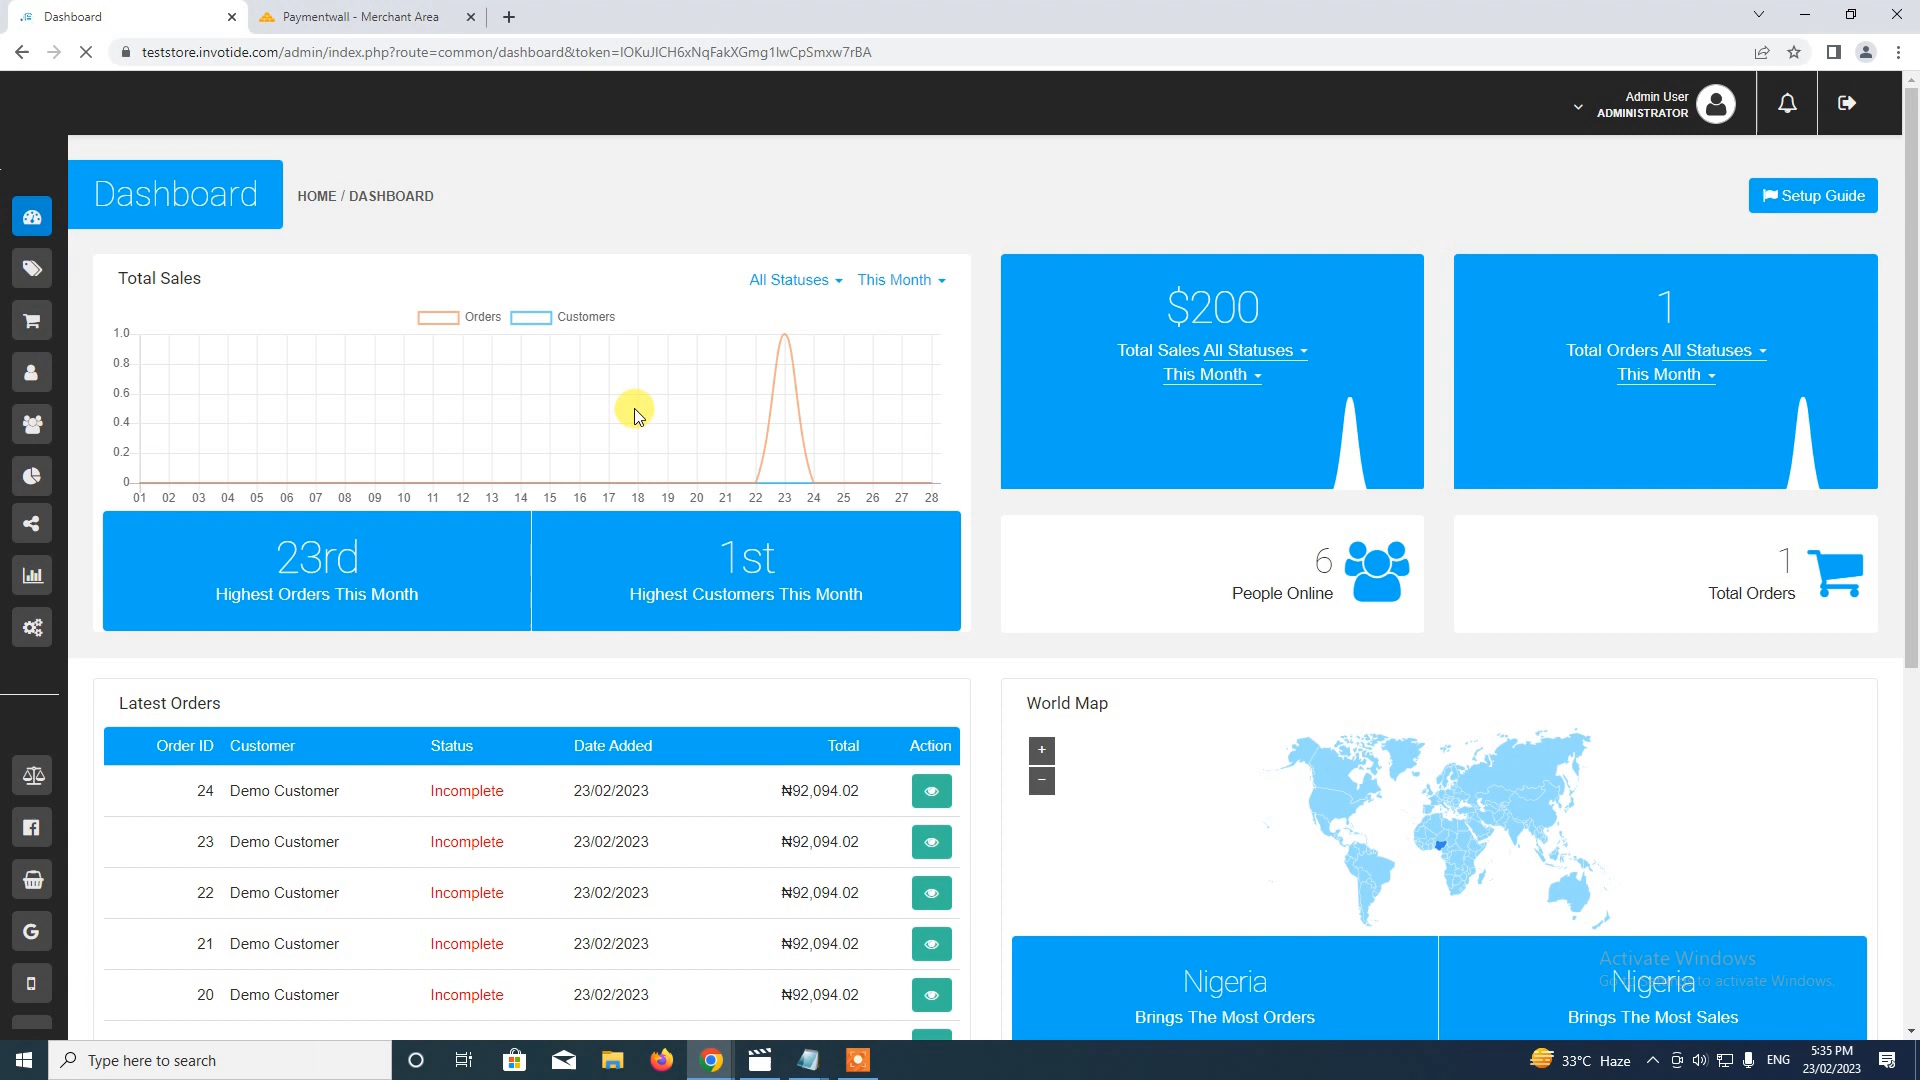 Dashboard
Paymentwall - Merchant Area
teststore.invotide.com/admin/index.php?route=common/dashboard&token=IOKuJICH6xNqFakXGmg1IwCpSmxw7rBA
Admin User
ADMINISTRATOR
Dashboard
HOME / DASHBOARD
Setup Guide
Total Sales
All Statuses
This Month
Orders
Customers
1.0
0.8
0.6
0.4
0.2
0
01 02 03 04 05 06 07 08 09 10 11 12 13 14 15 16 17 18 19 20 21 22 23 24 25 26 27 28
23rd
Highest Orders This Month
1st
Highest Customers This Month
$200
Total Sales All Statuses
This Month
1
Total Orders All Statuses
This Month
6
People Online
1
Total Orders
Latest Orders
Order ID Customer Status Date Added Total Action
24 Demo Customer Incomplete 23/02/2023 ₦92,094.02
23 Demo Customer Incomplete 23/02/2023 ₦92,094.02
22 Demo Customer Incomplete 23/02/2023 ₦92,094.02
21 Demo Customer Incomplete 23/02/2023 ₦92,094.02
20 Demo Customer Incomplete 23/02/2023 ₦92,094.02
World Map
+
−
Nigeria
Brings The Most Orders
Nigeria
Brings The Most Sales
Activate Windows
to activate Windows.
Type here to search
33°C Haze
ENG
5:35 PM
23/02/2023